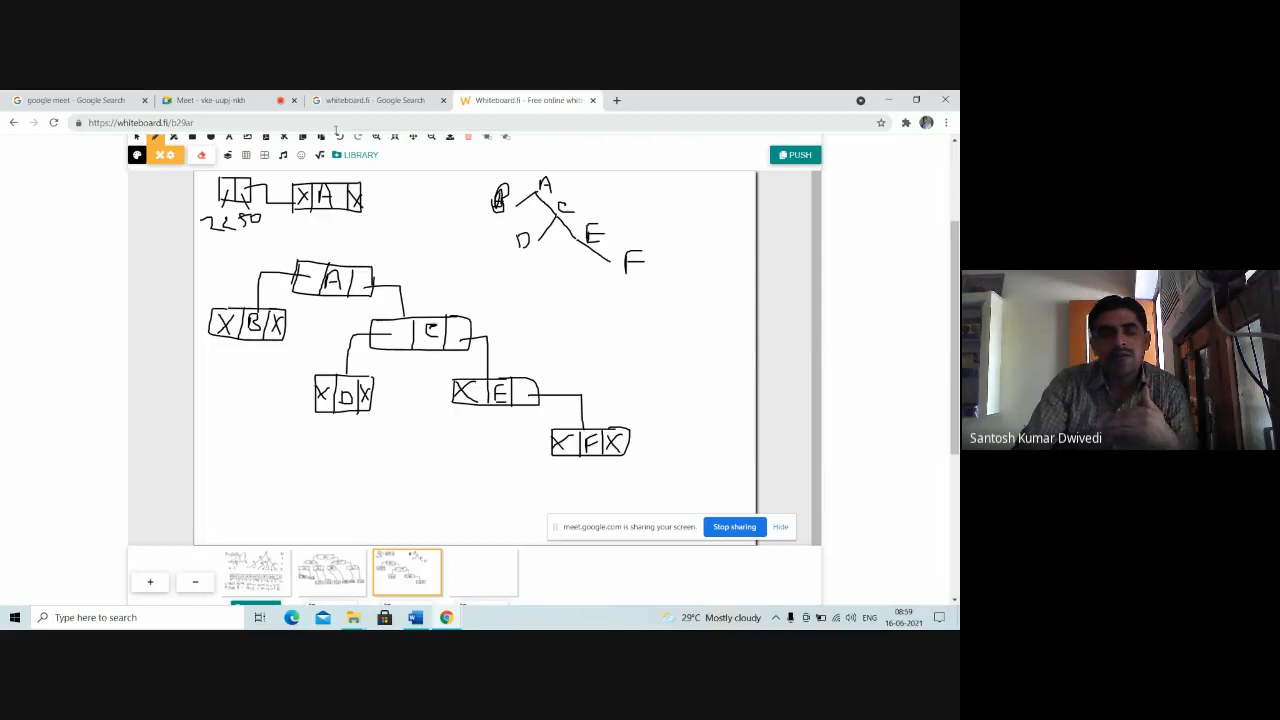 google meet - Google Search
Meet - vke-uupj-nkh
whiteboard.fi - Google Search
Whiteboard.fi - Free online white
https://whiteboard.fi/b29ar
LIBRARY
PUSH
X A X
2250
A
C
D
E
F
A
X B X
C
X D X
X E
X F X
Santosh Kumar Dwivedi
meet.google.com is sharing your screen.
Stop sharing
Hide
Type here to search
29°C Mostly cloudy
ENG
08:59
16-06-2021